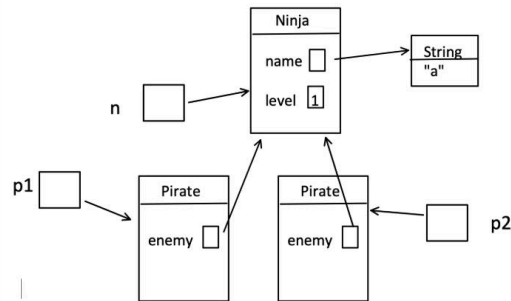 Ninja
name
String
"a"
level 1
n
p1
Pirate
Pirate
enemy
enemy
p2